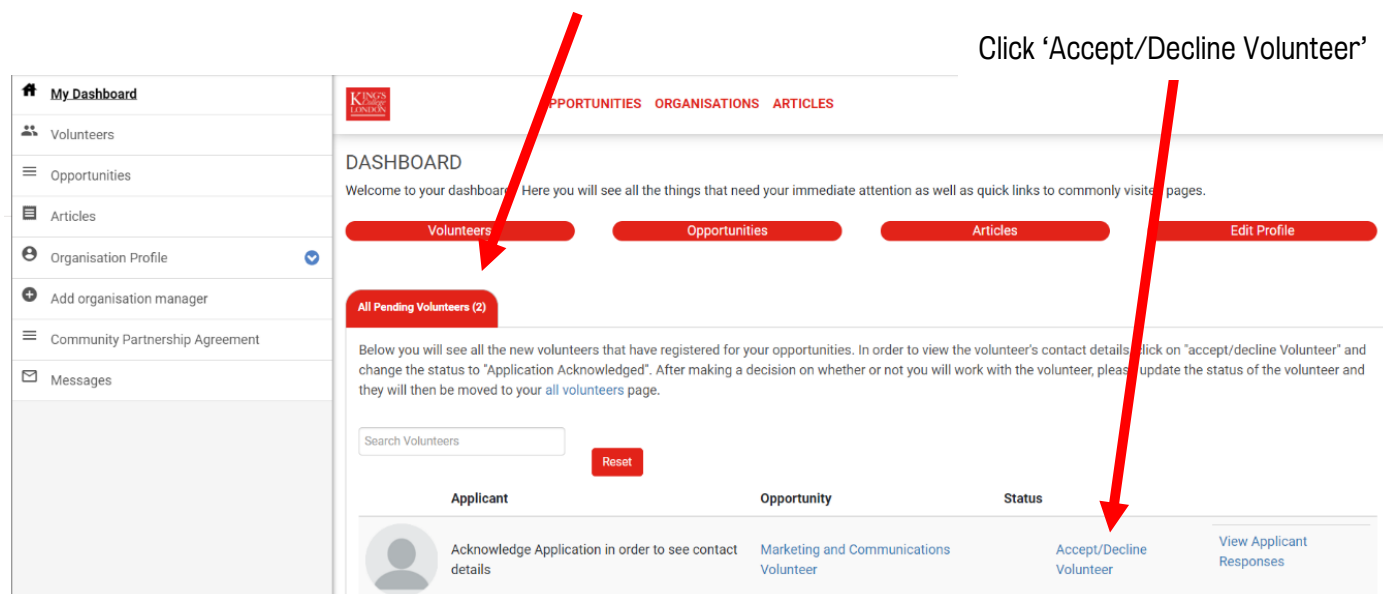 Click ‘Accept/Decline Volunteer’
My Dashboard
Volunteers
Opportunities
Articles
Organisation Profile
Add organisation manager
Community Partnership Agreement
Messages
KING'S
College
LONDON
PPORTUNITIES ORGANISATIONS ARTICLES
DASHBOARD
Welcome to your dashboard. Here you will see all the things that need your immediate attention as well as quick links to commonly visited pages.
Volunteers Opportunities Articles Edit Profile
All Pending Volunteers (2)
Below you will see all the new volunteers that have registered for your opportunities. In order to view the volunteer's contact details, click on "accept/decline Volunteer" and
change the status to "Application Acknowledged". After making a decision on whether or not you will work with the volunteer, please update the status of the volunteer and
they will then be moved to your all volunteers page.
Search Volunteers
Reset
Applicant Opportunity Status
Acknowledge Application in order to see contact
details
Marketing and Communications
Volunteer
Accept/Decline
Volunteer
View Applicant
Responses